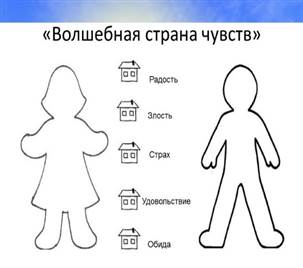 «Волшебная страна чувств»
Радость
Злость
Страх
Удовольствие
Обида